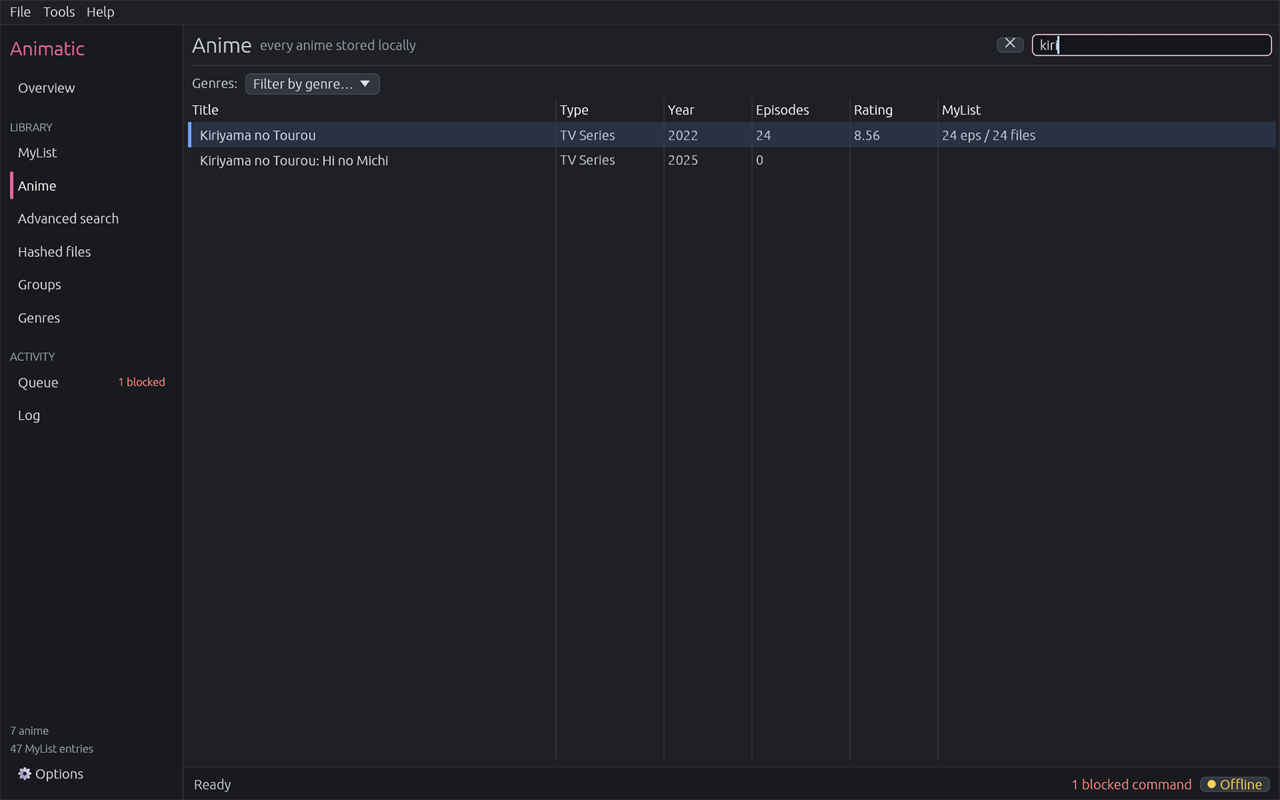 File Tools Help
Animatic
Overview
LIBRARY
MyList
Anime
Advanced search
Hashed files
Groups
Genres
ACTIVITY
Queue 1 blocked
Log
7 anime
47 MyList entries
Options
Anime every anime stored locally
kiri
Genres: Filter by genre…
Title Type Year Episodes Rating MyList
Kiriyama no Tourou TV Series 2022 24 8.56 24 eps / 24 files
Kiriyama no Tourou: Hi no Michi TV Series 2025 0
Ready 1 blocked command Offline